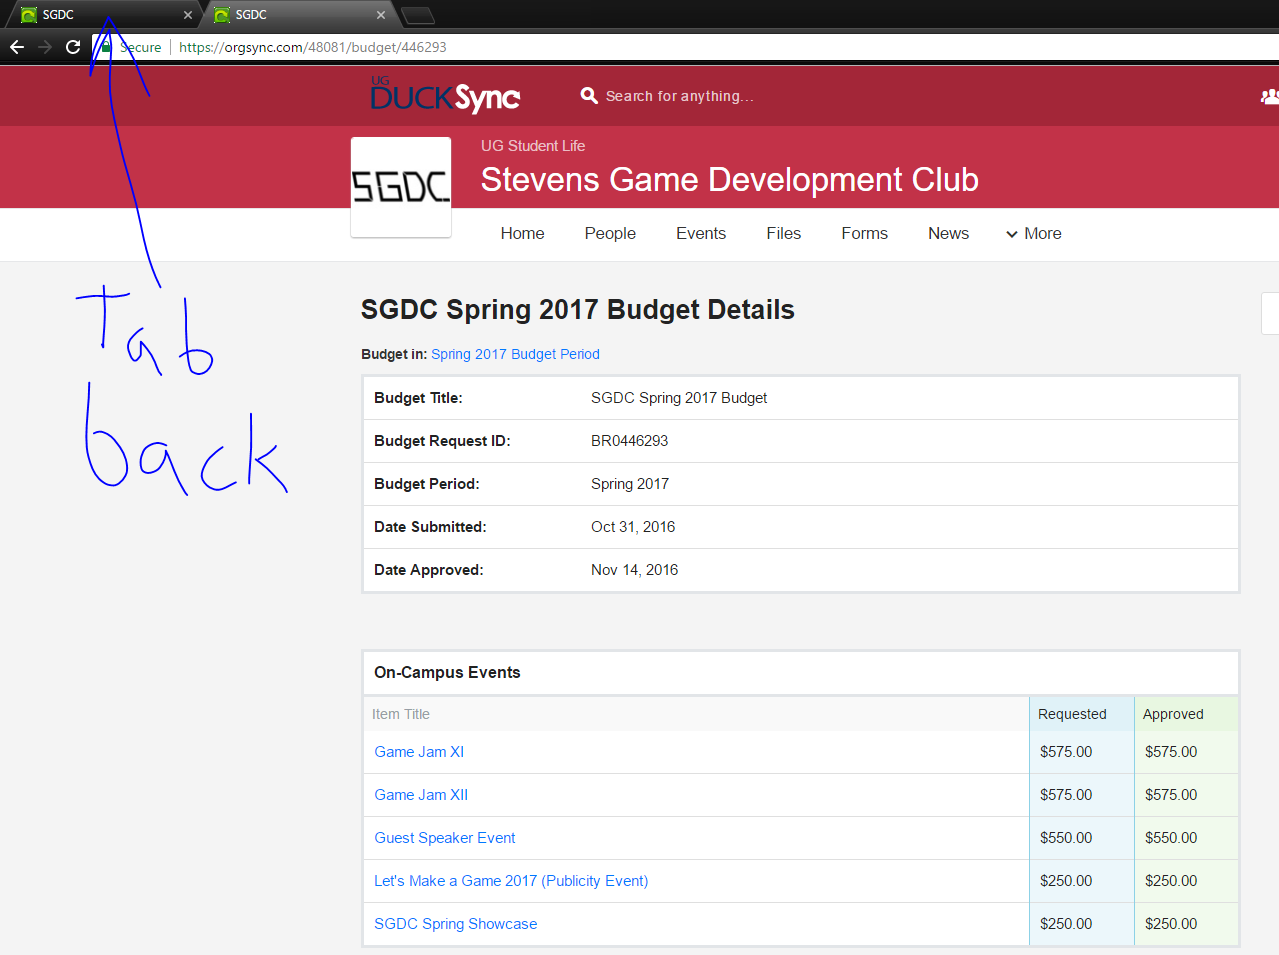 SGDC
SGDC
Secure | https://orgsync.com/48081/budget/446293
UG
DUCKSync
Search for anything...
SGDC
UG Student Life
Stevens Game Development Club
Home People Events Files Forms News More
Tab
back
SGDC Spring 2017 Budget Details
Budget in: Spring 2017 Budget Period
Budget Title: SGDC Spring 2017 Budget
Budget Request ID: BR0446293
Budget Period: Spring 2017
Date Submitted: Oct 31, 2016
Date Approved: Nov 14, 2016
On-Campus Events
Item Title Requested Approved
Game Jam XI $575.00 $575.00
Game Jam XII $575.00 $575.00
Guest Speaker Event $550.00 $550.00
Let's Make a Game 2017 (Publicity Event) $250.00 $250.00
SGDC Spring Showcase $250.00 $250.00